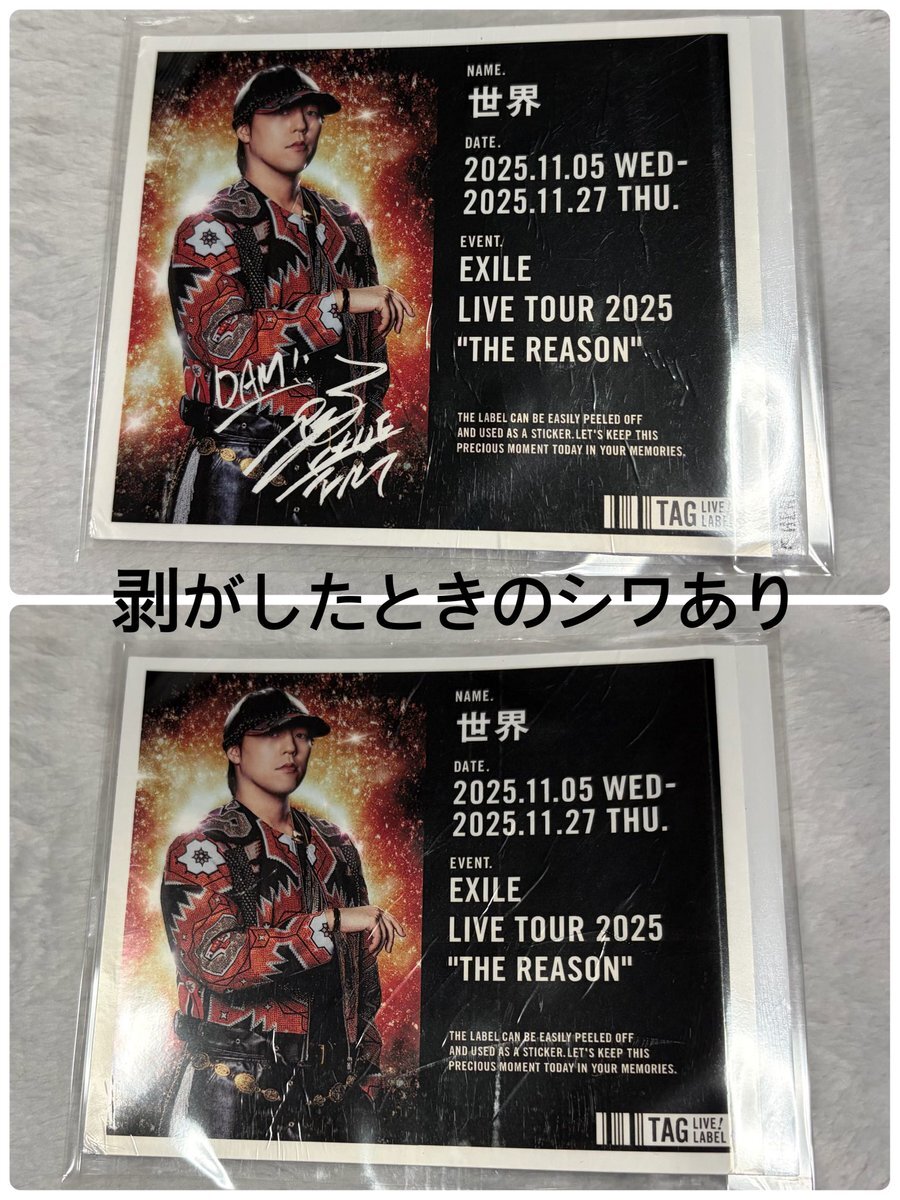 NAME.
世界
DATE.
2025.11.05 WED-
2025.11.27 THU.
EVENT.
EXILE
LIVE TOUR 2025
"THE REASON"
DAMI!
THE LABEL CAN BE EASILY PEELED OFF
AND USED AS A STICKER.LET'S KEEP THIS
PRECIOUS MOMENT TODAY IN YOUR MEMORIES.
TAG LIVE!
LABEL
剥がしたときのシワあり
NAME.
世界
DATE.
2025.11.05 WED-
2025.11.27 THU.
EVENT.
EXILE
LIVE TOUR 2025
"THE REASON"
THE LABEL CAN BE EASILY PEELED OFF
AND USED AS A STICKER.LET'S KEEP THIS
PRECIOUS MOMENT TODAY IN YOUR MEMORIES.
TAG LIVE!
LABEL